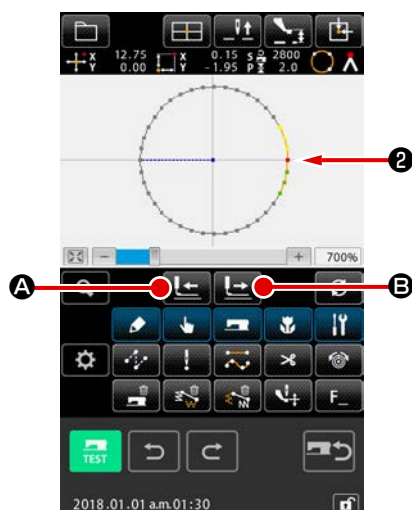 X 12.75 X 0.15 S 2800
Y 0.00 Y -1.95 P 2.0
❷
700%
Ⓐ Ⓑ
F_
TEST
2018.01.01 a.m.01:30